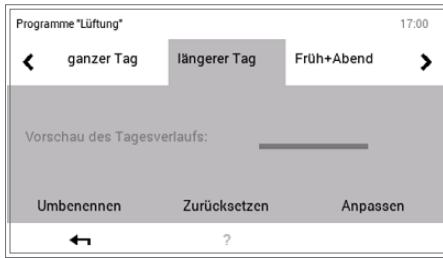 Programme "Lüftung" 17:00
ganzer Tag längerer Tag Früh+Abend
Vorschau des Tagesverlaufs:
Umbenennen Zurücksetzen Anpassen
?